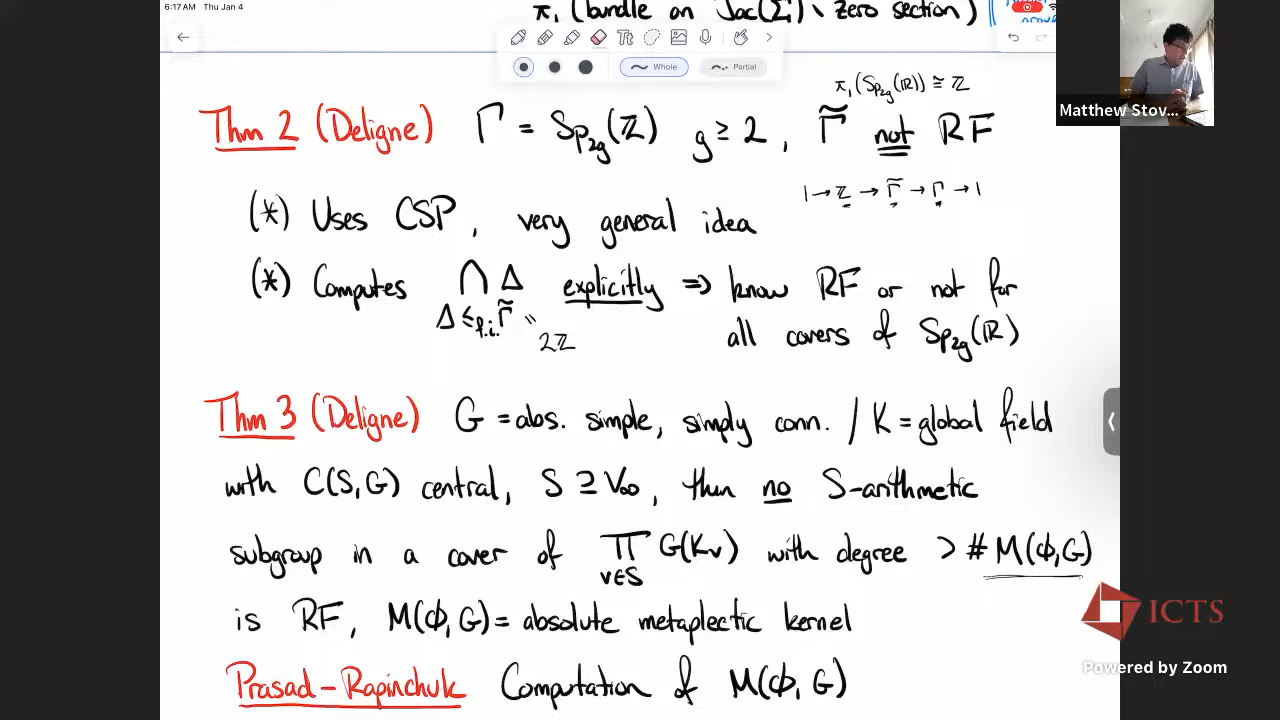 6:17 AM Thu Jan 4
π₁ (bundle on Jac(Σ) \ zero section)
Whole Partial
Matthew Stov...
π₁(Sp₂g(ℝ)) ≅ ℤ
Thm 2 (Deligne) Γ = Sp₂g(ℤ) g ≥ 2, Γ̃ not RF
1 → ℤ → Γ̃ → Γ → 1
(*) Uses CSP, very general idea
(*) Computes ⋂ Δ explicitly ⇒ know RF or not for
Δ ≤f.i. Γ̃ = 2ℤ all covers of Sp₂g(ℝ)
Thm 3 (Deligne) G = abs. simple, simply conn. / K = global field
with C(S,G) central, S ⊇ V∞, then no S-arithmetic
subgroup in a cover of ∏ G(Kv) with degree > # M(ϕ,G)
v∈S
is RF, M(ϕ,G) = absolute metaplectic kernel
ICTS
Powered by Zoom
Prasad-Rapinchuk Computation of M(ϕ, G)